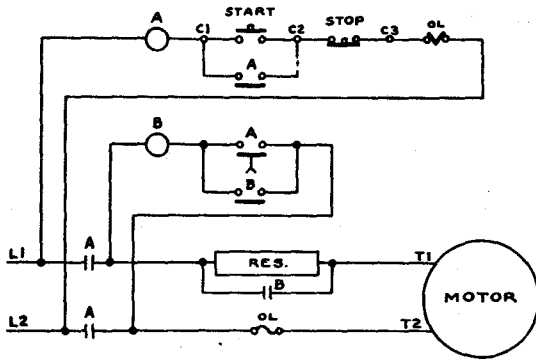 A C1 START C2 STOP C3 OL
A
B A
B
L1 A RES. T1
B MOTOR
L2 A OL T2